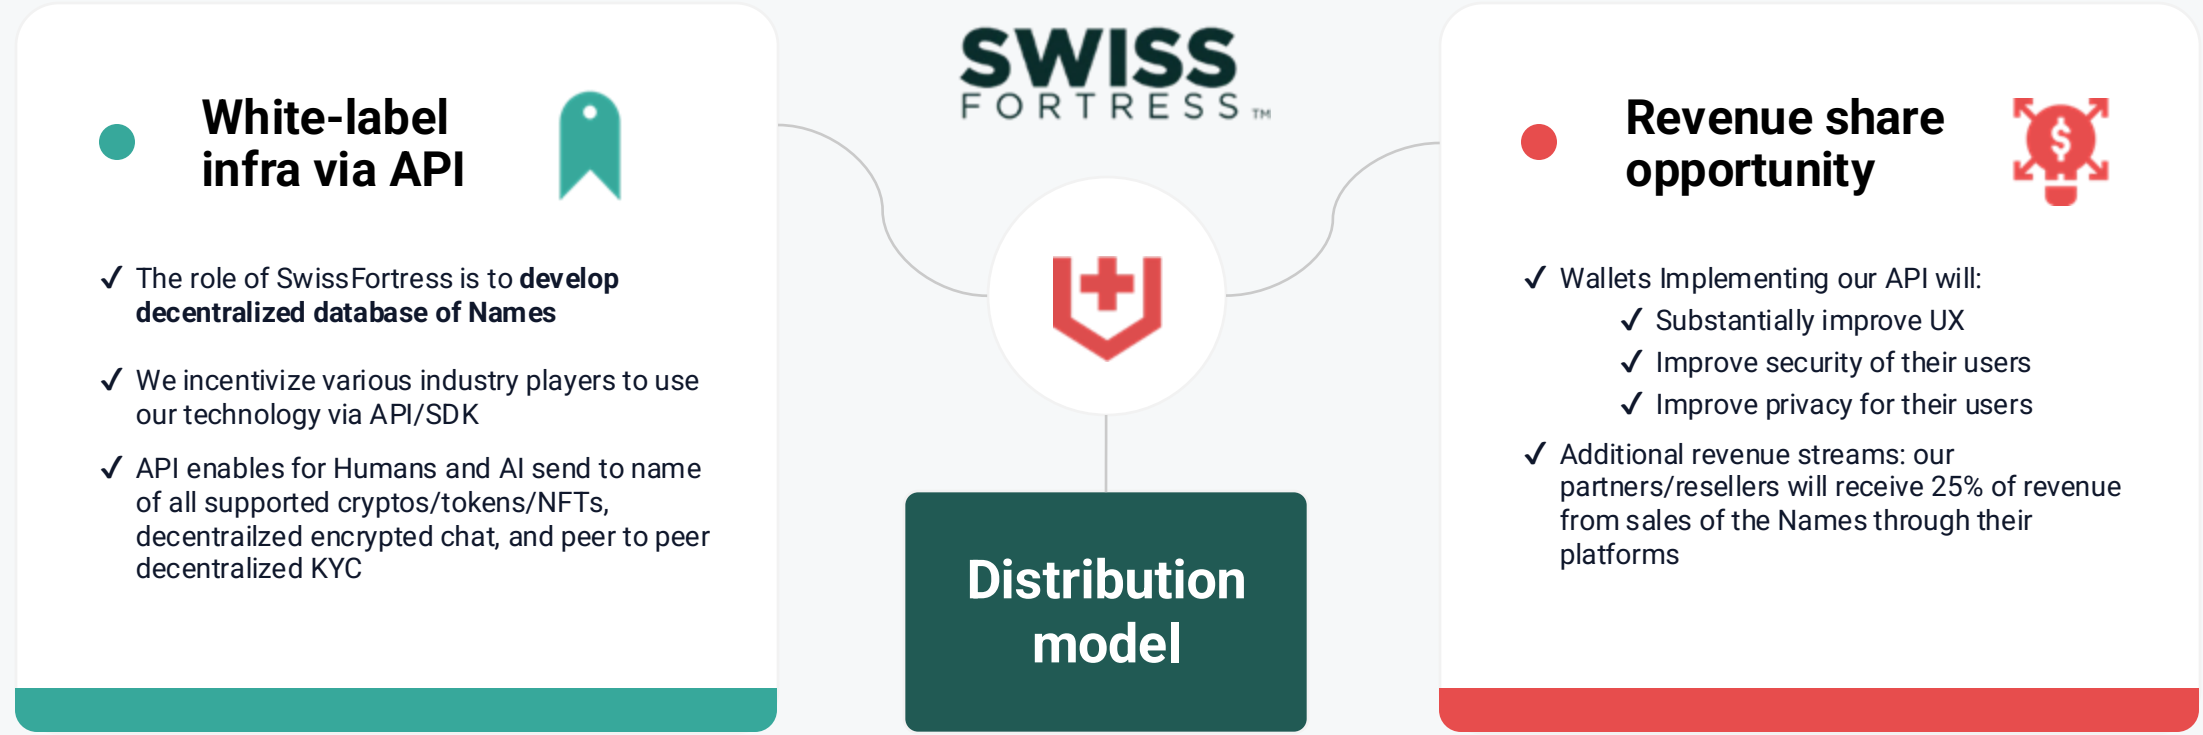 White-label
infra via API
✓ The role of SwissFortress is to develop
decentralized database of Names
✓ We incentivize various industry players to use
our technology via API/SDK
✓ API enables for Humans and AI send to name
of all supported cryptos/tokens/NFTs,
decentrailzed encrypted chat, and peer to peer
decentralized KYC
SWISS
FORTRESS™
Distribution
model
Revenue share
opportunity
✓ Wallets Implementing our API will:
✓ Substantially improve UX
✓ Improve security of their users
✓ Improve privacy for their users
✓ Additional revenue streams: our
partners/resellers will receive 25% of revenue
from sales of the Names through their
platforms